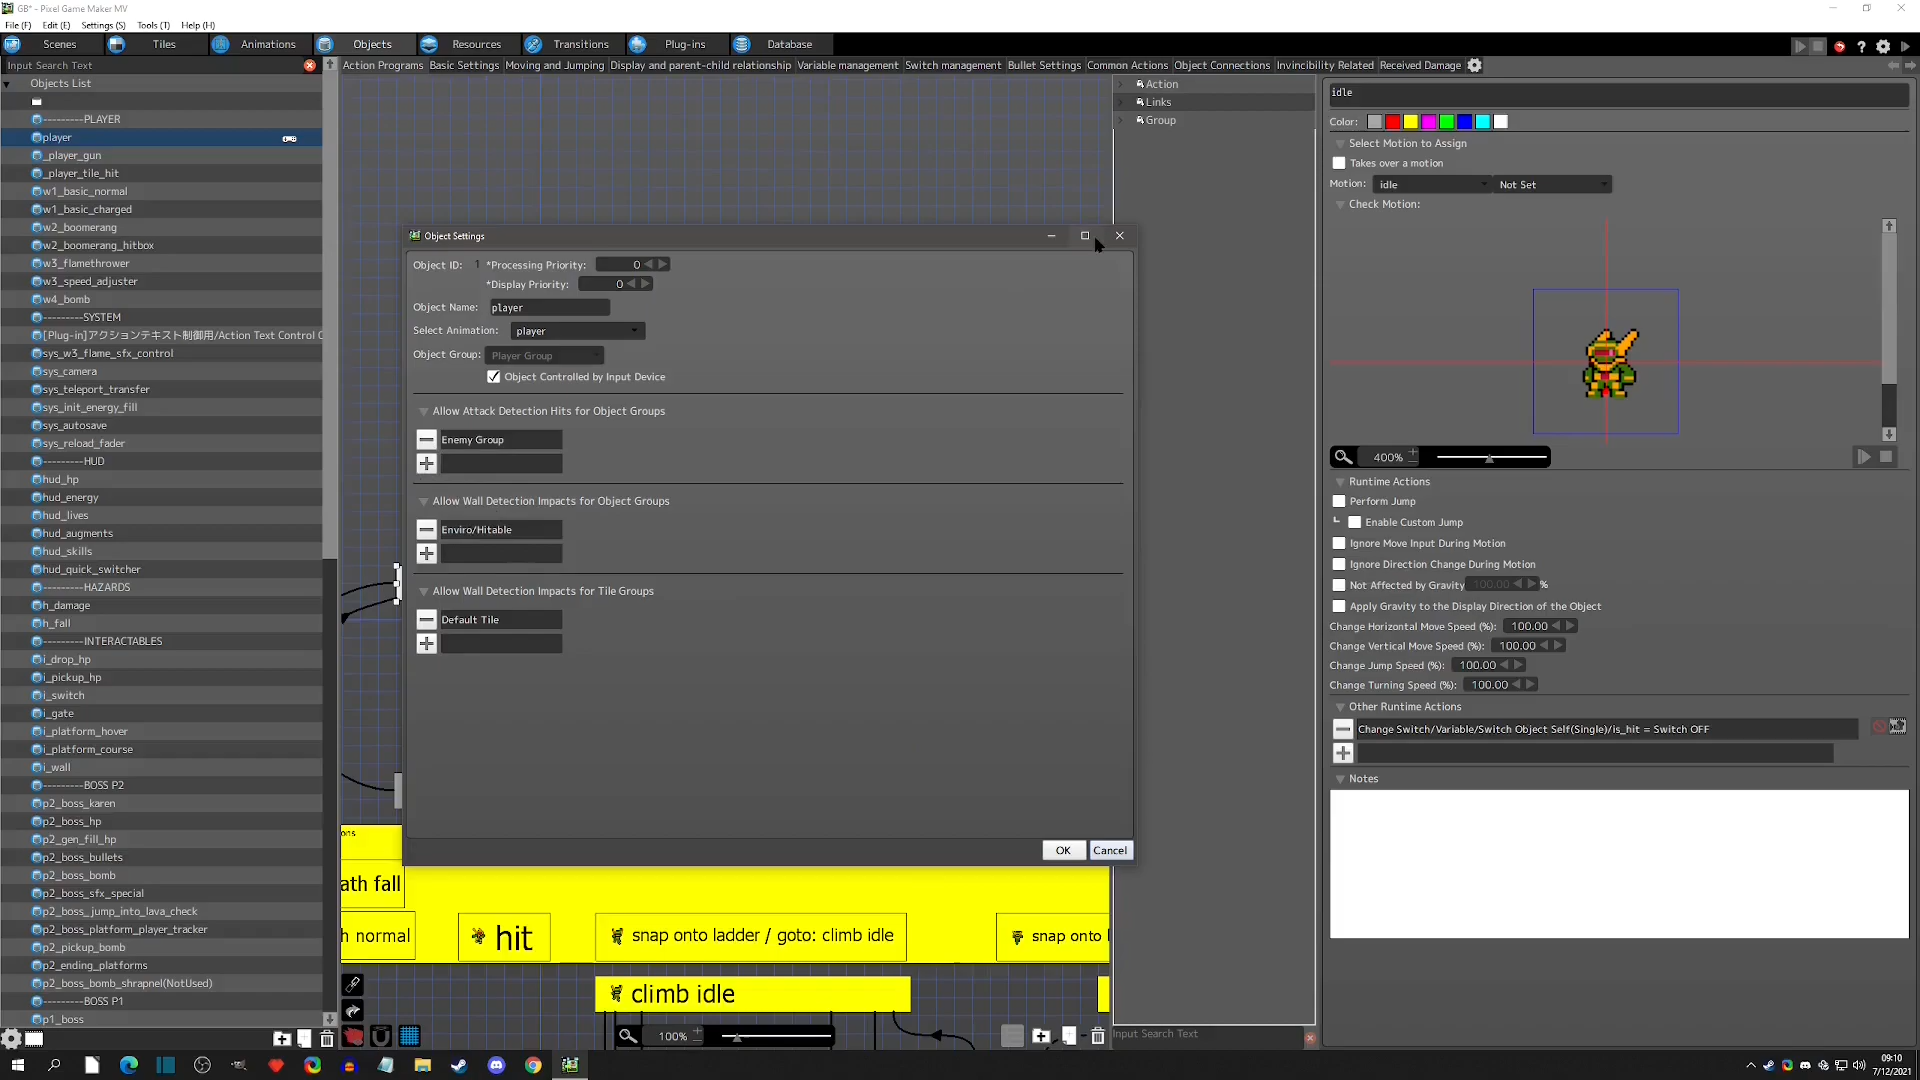 GB* - Pixel Game Maker MV
File (F) Edit (E) Settings (S) Tools (T) Help (H)
Scenes Tiles Animations Objects Resources Transitions Plug-ins Database
Input Search Text
Action Programs Basic Settings Moving and Jumping Display and parent-child relationship Variable management Switch management Bullet Settings Common Actions Object Connections Invincibility Related Received Damage
Objects List
---------PLAYER
player
_player_gun
_player_tile_hit
w1_basic_normal
w1_basic_charged
w2_boomerang
w2_boomerang_hitbox
w3_flamethrower
w3_speed_adjuster
w4_bomb
---------SYSTEM
[Plug-in]アクションテキスト制御用/Action Text Control
sys_w3_flame_sfx_control
sys_camera
sys_teleport_transfer
sys_init_energy_fill
sys_autosave
sys_reload_fader
---------HUD
hud_hp
hud_energy
hud_lives
hud_augments
hud_skills
hud_quick_switcher
---------HAZARDS
h_damage
h_fall
---------INTERACTABLES
i_drop_hp
i_pickup_hp
i_switch
i_gate
i_platform_hover
i_platform_course
i_wall
---------BOSS P2
p2_boss_karen
p2_boss_hp
p2_gen_fill_hp
p2_boss_bullets
p2_boss_bomb
p2_boss_sfx_special
p2_boss_jump_into_lava_check
p2_boss_platform_player_tracker
p2_pickup_bomb
p2_ending_platforms
p2_boss_bomb_shrapnel(NotUsed)
---------BOSS P1
p1_boss
Object Settings
Object ID: 1 *Processing Priority: 0
*Display Priority: 0
Object Name: player
Select Animation: player
Object Group: Player Group
Object Controlled by Input Device
Allow Attack Detection Hits for Object Groups
Enemy Group
Allow Wall Detection Impacts for Object Groups
Enviro/Hitable
Allow Wall Detection Impacts for Tile Groups
Default Tile
OK Cancel
ons
ath fall
h normal
hit
snap onto ladder / goto: climb idle
snap onto
climb idle
100%
Action
Links
Group
Input Search Text
idle
Color:
Select Motion to Assign
Takes over a motion
Motion: idle Not Set
Check Motion:
400%
Runtime Actions
Perform Jump
Enable Custom Jump
Ignore Move Input During Motion
Ignore Direction Change During Motion
Not Affected by Gravity 100.00 %
Apply Gravity to the Display Direction of the Object
Change Horizontal Move Speed (%): 100.00
Change Vertical Move Speed (%): 100.00
Change Jump Speed (%): 100.00
Change Turning Speed (%): 100.00
Other Runtime Actions
Change Switch/Variable/Switch Object Self(Single)/is_hit = Switch OFF
Notes
09:10
7/12/2021